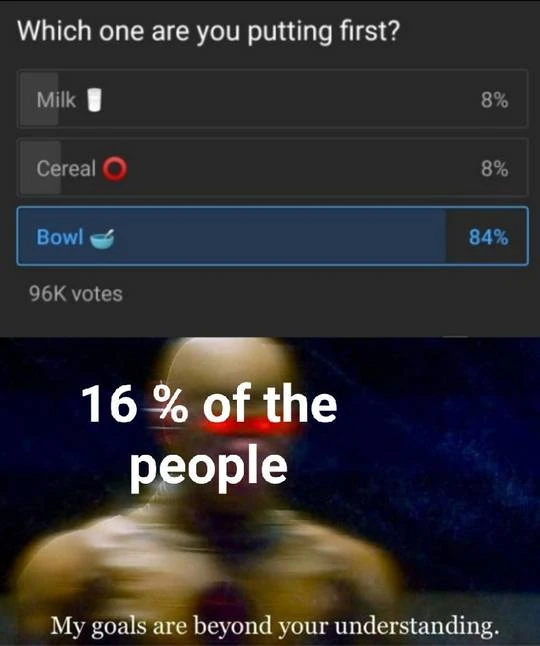 Which one are you putting first?
Milk 🥛 8%
Cereal ⭕ 8%
Bowl 🥣 84%
96K votes
16 % of the
people
My goals are beyond your understanding.